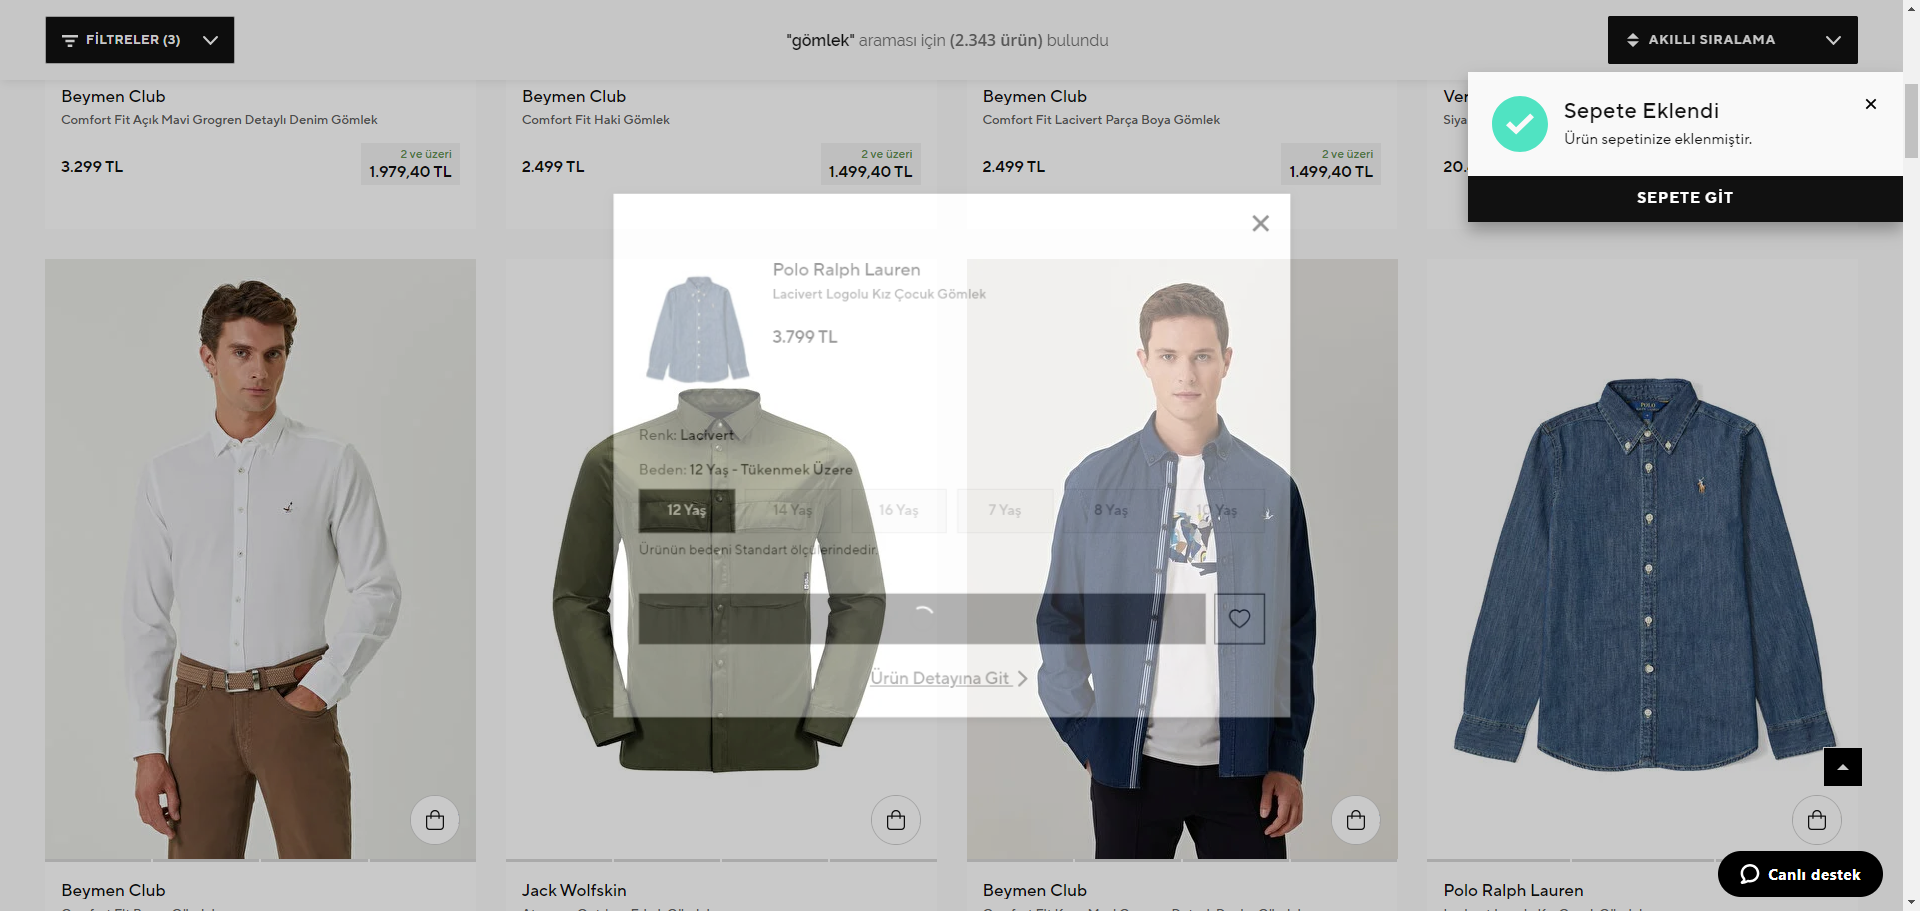 FİLTRELER (3)
"gömlek" araması için (2.343 ürün) bulundu
AKILLI SIRALAMA
Beymen Club
Comfort Fit Açık Mavi Grogren Detaylı Denim Gömlek
3.299 TL
2 ve üzeri
1.979,40 TL
Beymen Club
Comfort Fit Haki Gömlek
2.499 TL
2 ve üzeri
1.499,40 TL
Beymen Club
Comfort Fit Lacivert Parça Boya Gömlek
2.499 TL
2 ve üzeri
1.499,40 TL
Sepete Eklendi
Ürün sepetinize eklenmiştir.
SEPETE GİT
Polo Ralph Lauren
Lacivert Logolu Kız Çocuk Gömlek
3.799 TL
Renk: Lacivert
Beden: 12 Yaş - Tükenmek Üzere
12 Yaş
14 Yaş
16 Yaş
7 Yaş
8 Yaş
10 Yaş
Ürünün bedeni Standart ölçülerindedir.
Ürün Detayına Git
POLO
Beymen Club
Jack Wolfskin
Beymen Club
Polo Ralph Lauren
Canlı destek